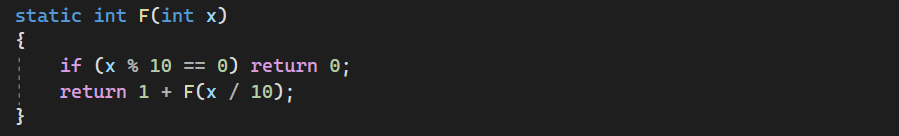 static int F(int x)
{
    if (x % 10 == 0) return 0;
    return 1 + F(x / 10);
}